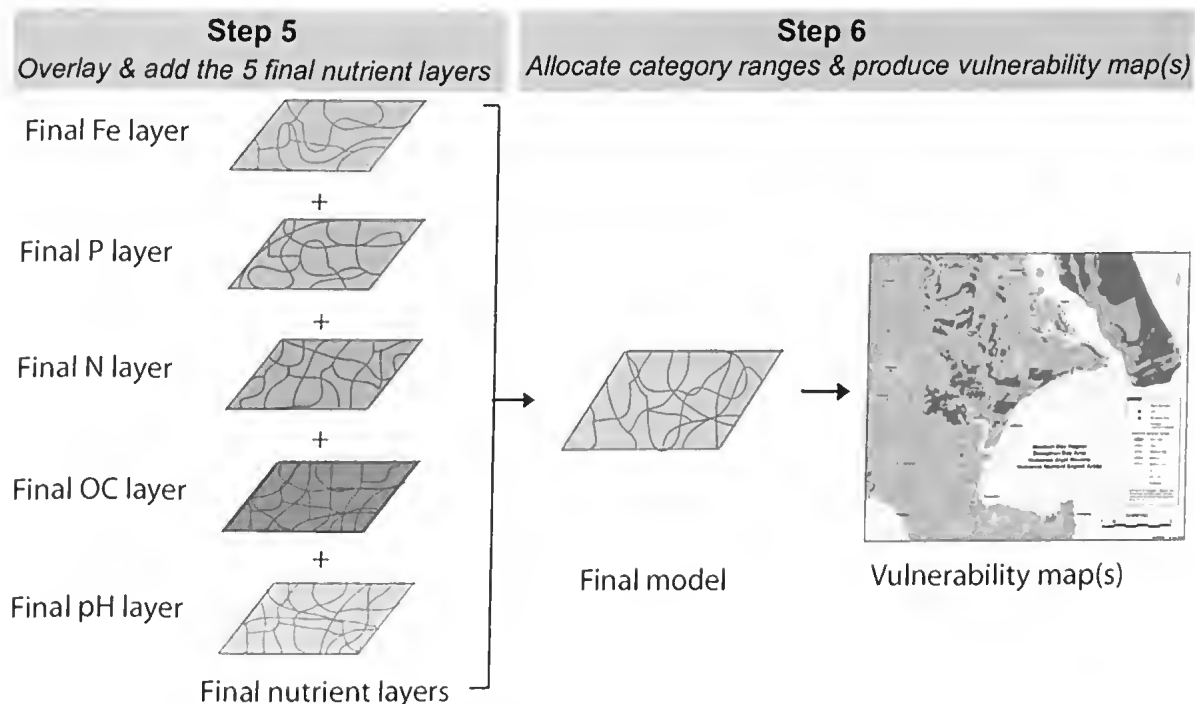 Step 5
Overlay & add the 5 final nutrient layers
Step 6
Allocate category ranges & produce vulnerability map(s)
Final Fe layer
+
Final P layer
+
Final N layer
+
Final OC layer
+
Final pH layer
Final nutrient layers
Final model
Vulnerability map(s)